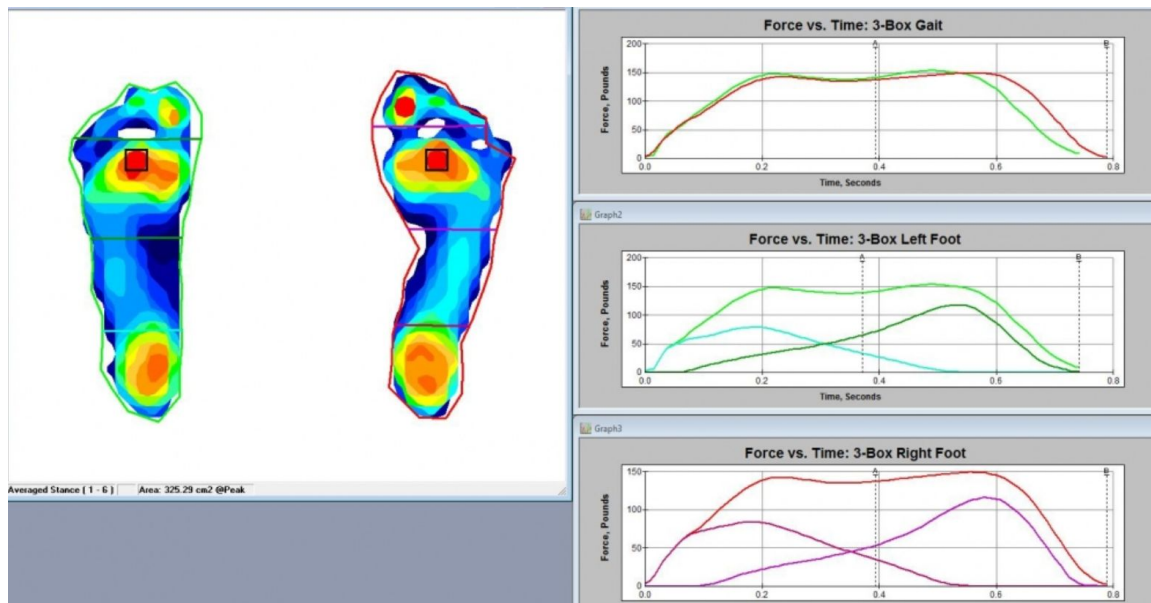 Averaged Stance ( 1 - 6 )
Area: 325.29 cm2 @Peak
Force vs. Time: 3-Box Gait
Force, Pounds
200
150
100
50
0
A
B
0.0
0.2
0.4
0.6
0.8
Time, Seconds
Graph2
Force vs. Time: 3-Box Left Foot
Force, Pounds
200
150
100
50
0
A
B
0.0
0.2
0.4
0.6
0.8
Time, Seconds
Graph3
Force vs. Time: 3-Box Right Foot
Force, Pounds
150
100
50
0
A
B
0.0
0.2
0.4
0.6
0.8